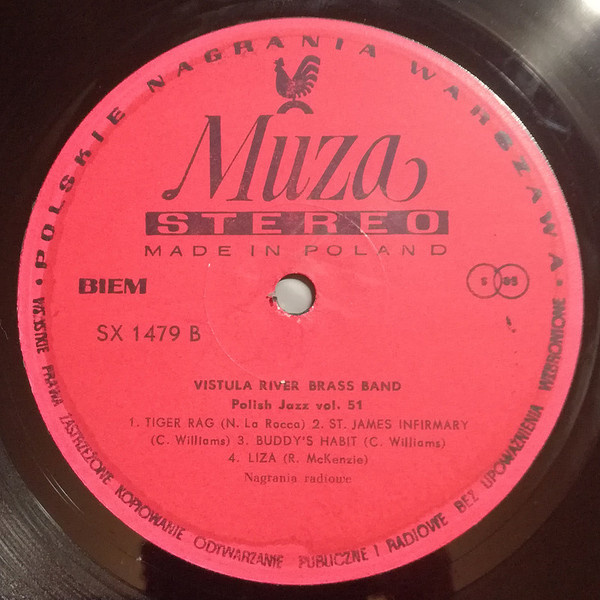 • POLSKIE NAGRANIA WARSZAWA •
Muza
STEREO
MADE IN POLAND
BIEM
SX 1479 B
VISTULA RIVER BRASS BAND
Polish Jazz vol. 51
1. TIGER RAG (N. La Rocca) 2. ST. JAMES INFIRMARY
(C. Williams) 3. BUDDY'S HABIT (C. Williams)
4. LIZA (R. McKenzie)
Nagrania radiowe
WSZYSTKIE PRAWA ZASTRZEŻONE KOPIOWANIE ODTWARZANIE PUBLICZNE I RADIOWE BEZ UPOWAŻNIENIA WZBRONIONE